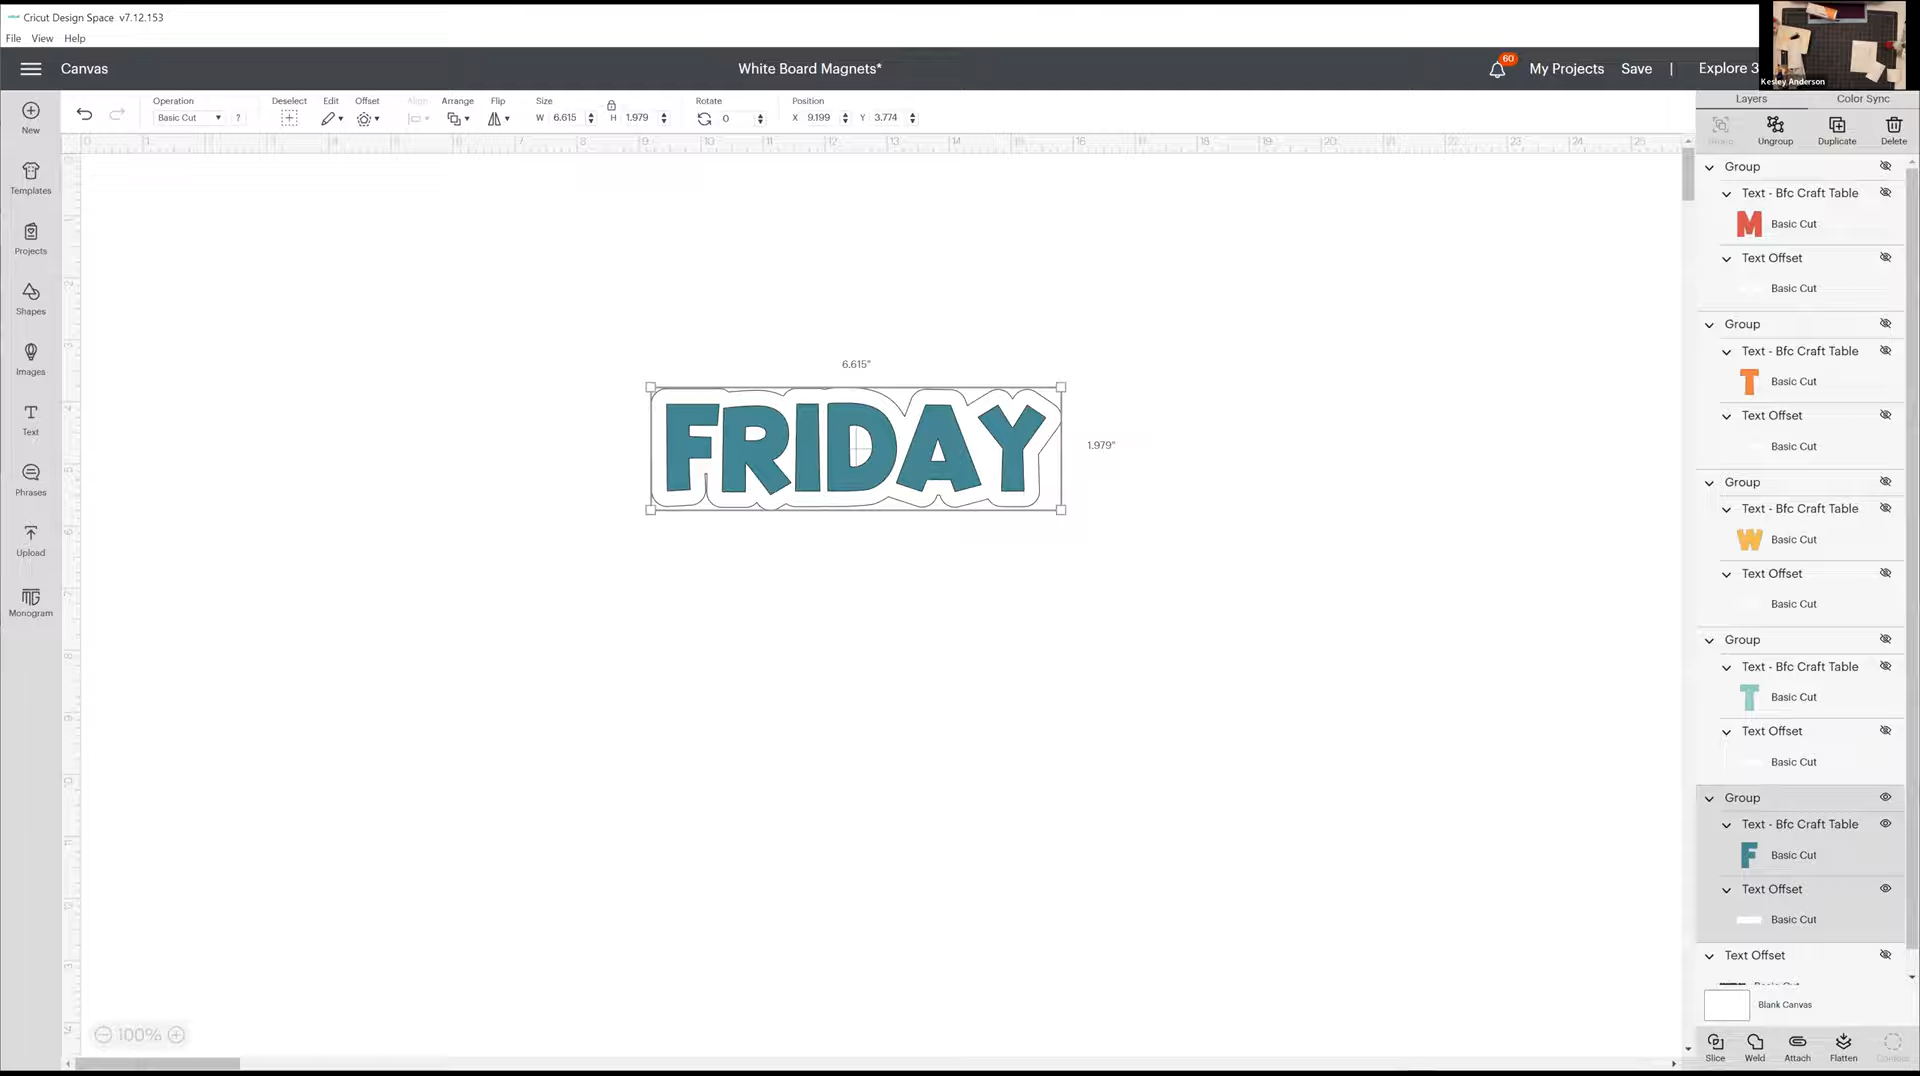 Cricut Design Space v7.12.153
File View Help
Canvas
White Board Magnets*
60
My Projects Save | Explore 3
Kesley Anderson
Operation
Basic Cut
?
Deselect
Edit
Offset
Align
Arrange
Flip
Size
W 6.615
H 1.979
Rotate
0
Position
X 9.199
Y 3.774
Layers
Color Sync
Group
Ungroup
Duplicate
Delete
New
Templates
Projects
Shapes
Images
Text
Phrases
Upload
Monogram
6.615"
FRIDAY
1.979"
100%
Group
Text - Bfc Craft Table
M Basic Cut
Text Offset
Basic Cut
Group
Text - Bfc Craft Table
T Basic Cut
Text Offset
Basic Cut
Group
Text - Bfc Craft Table
W Basic Cut
Text Offset
Basic Cut
Group
Text - Bfc Craft Table
T Basic Cut
Text Offset
Basic Cut
Group
Text - Bfc Craft Table
F Basic Cut
Text Offset
Basic Cut
Text Offset
Blank Canvas
Slice
Weld
Attach
Flatten
Contour